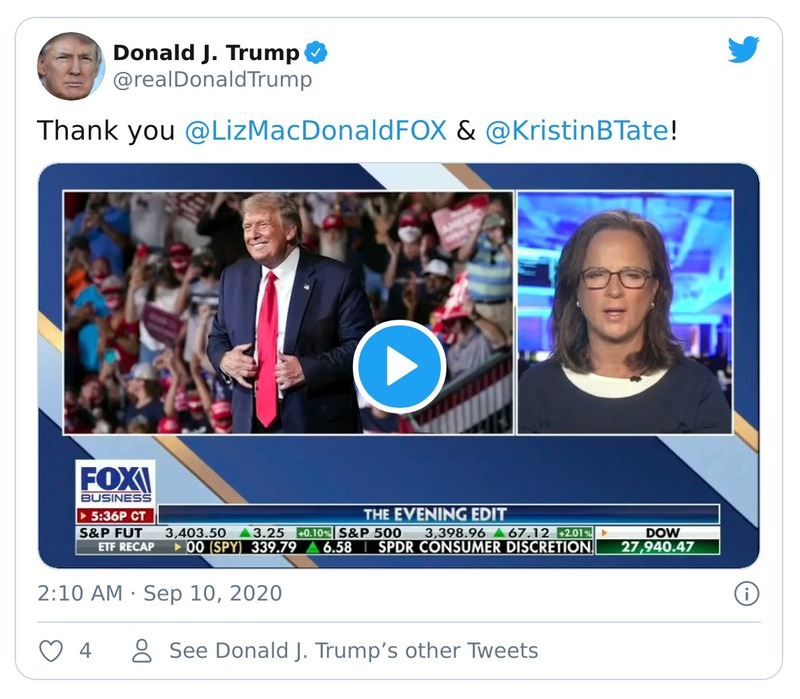 Donald J. Trump
@realDonaldTrump
Thank you @LizMacDonaldFOX & @KristinBTate!
FOX
BUSINESS
5:36P CT
THE EVENING EDIT
S&P FUT 3,403.50 ▲3.25 +0.10% S&P 500 3,398.96 ▲67.12 +2.01% DOW
ETF RECAP 00 (SPY) 339.79 ▲6.58 SPDR CONSUMER DISCRETION 27,940.47
2:10 AM · Sep 10, 2020
4 See Donald J. Trump’s other Tweets